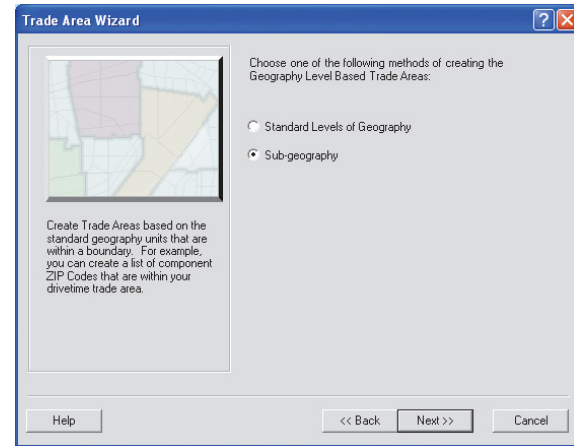 Trade Area Wizard
Choose one of the following methods of creating the
Geography Level Based Trade Areas:
Standard Levels of Geography
Sub-geography
Create Trade Areas based on the
standard geography units that are
within a boundary. For example,
you can create a list of component
ZIP Codes that are within your
drivetime trade area.
Help
<< Back
Next >>
Cancel